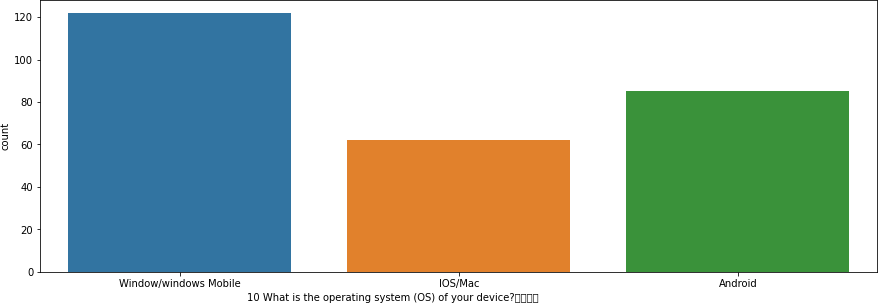 120
100
80
60
40
20
0
count
Window/windows Mobile
IOS/Mac
Android
10 What is the operating system (OS) of your device?